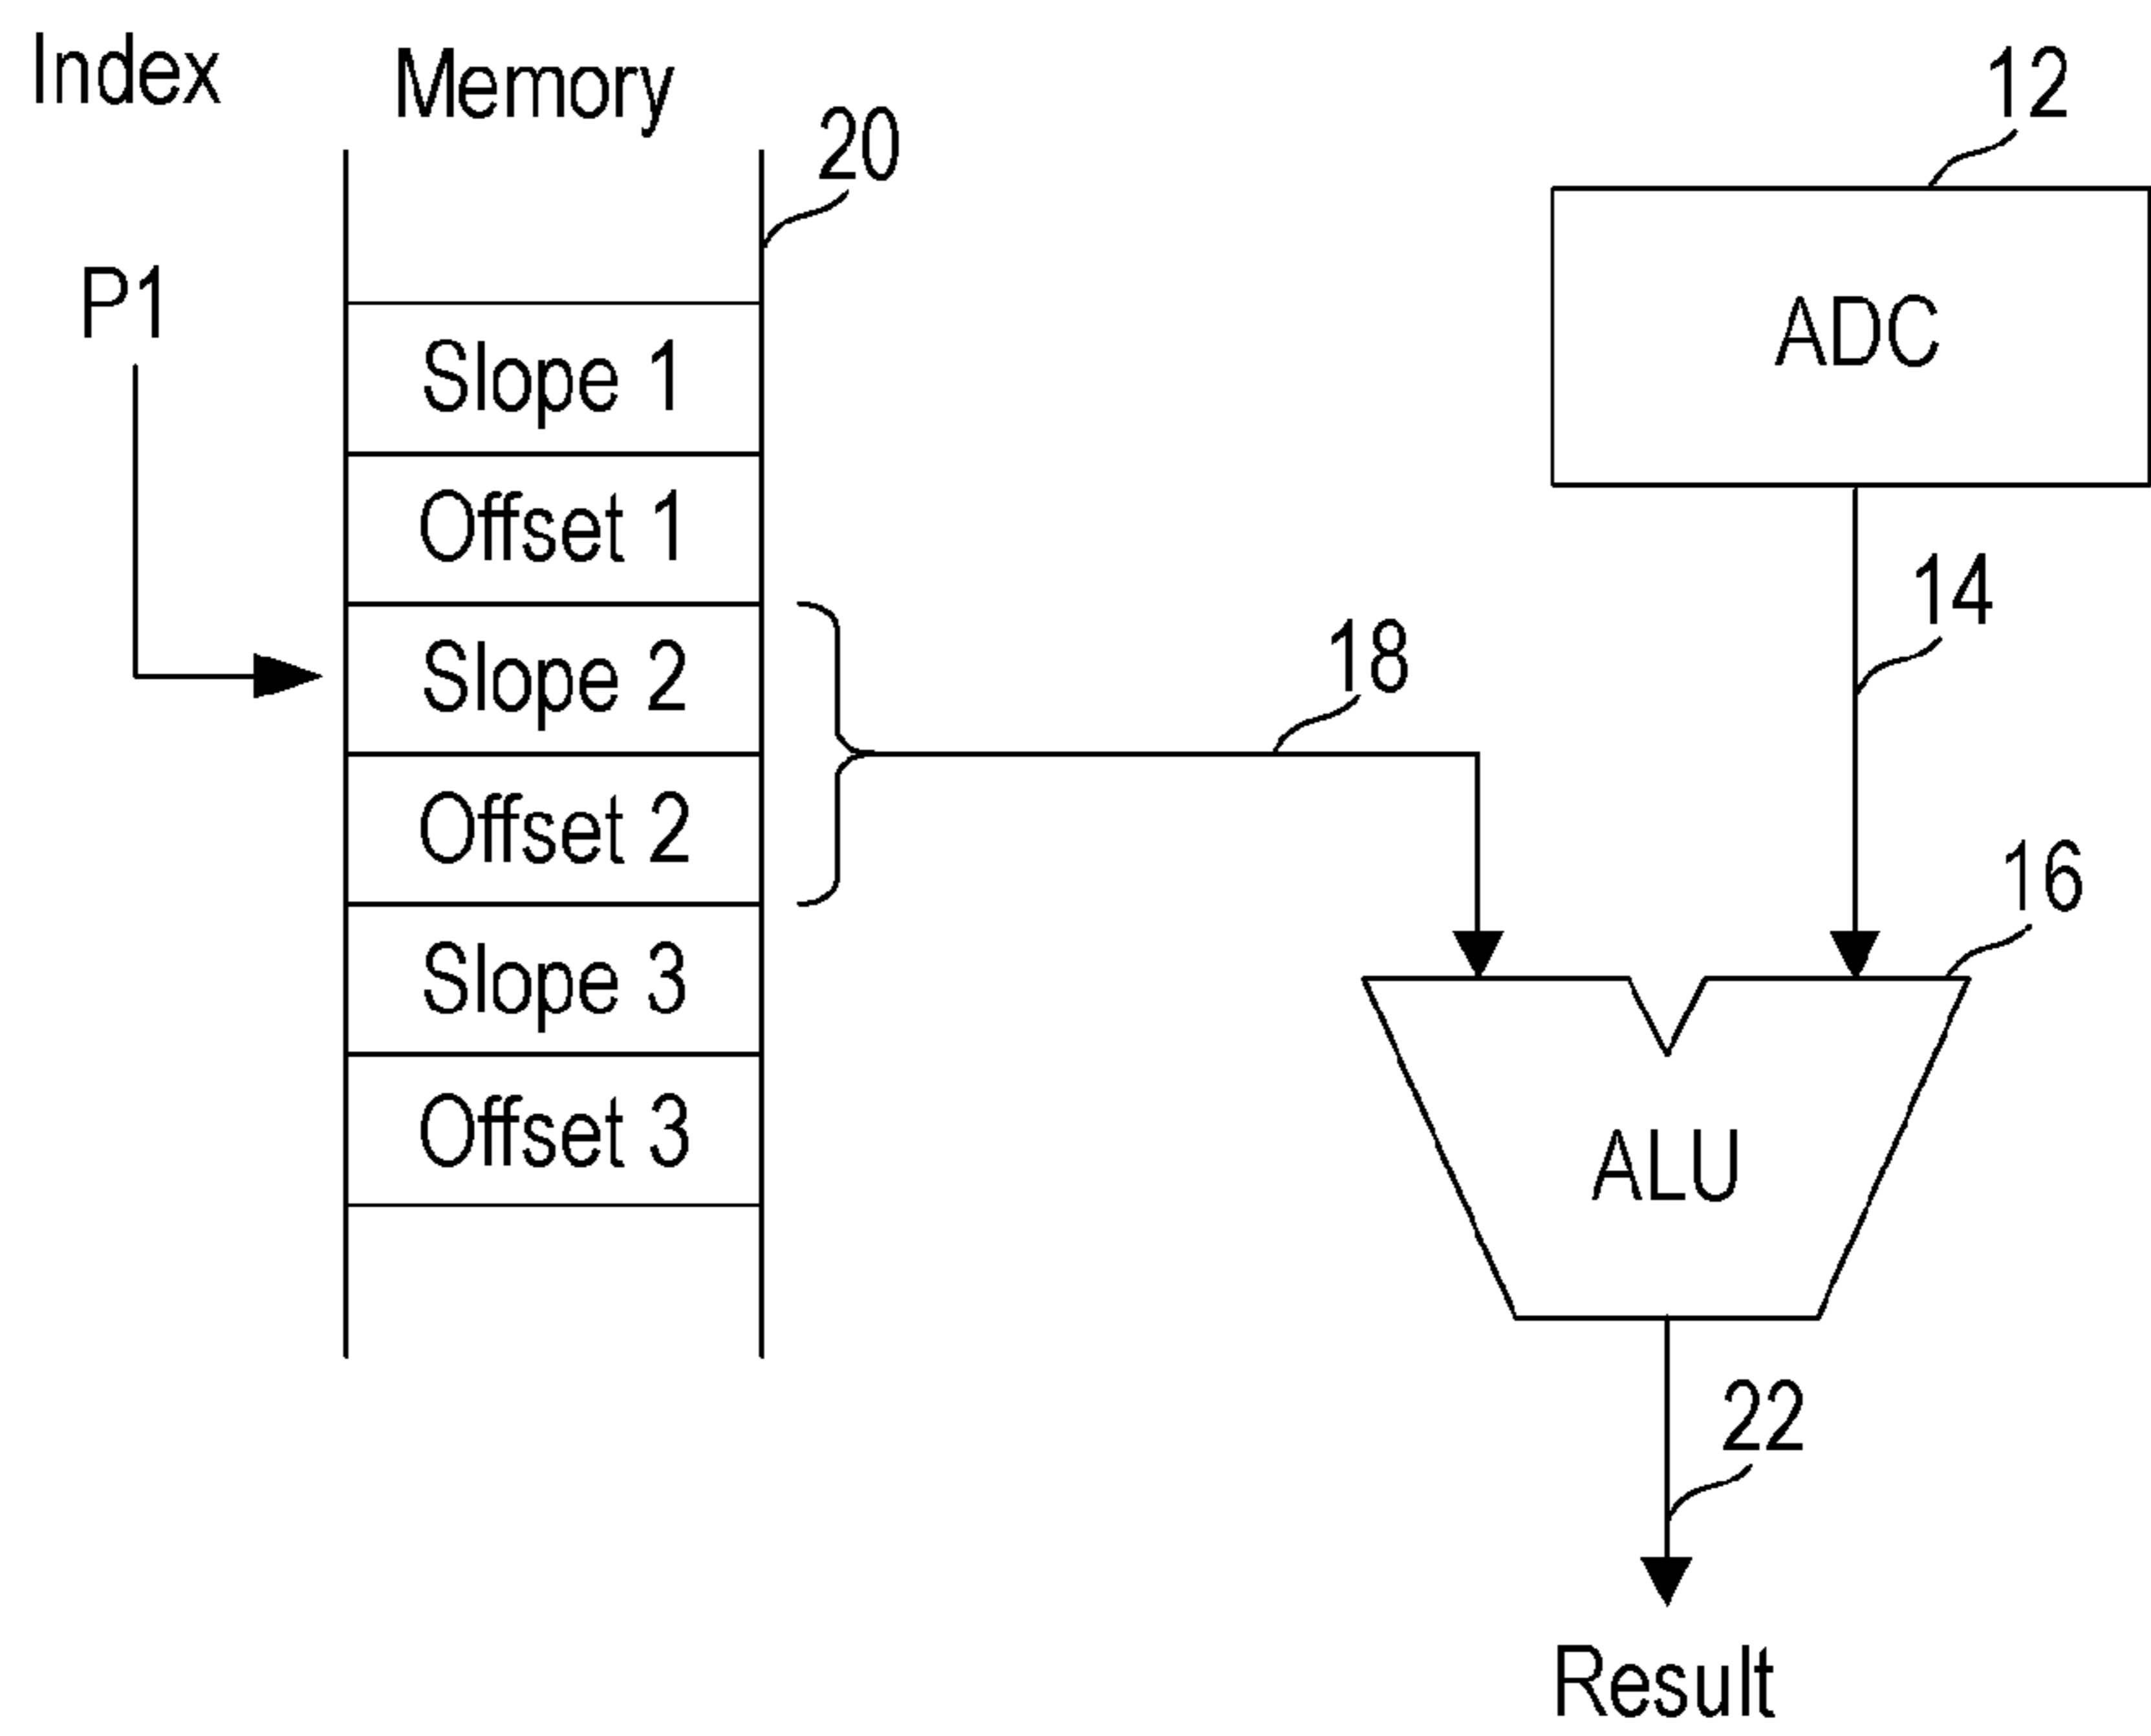 Index
Memory
20
12
P1
ADC
Slope 1
Offset 1
14
Slope 2
18
Offset 2
16
Slope 3
Offset 3
ALU
22
Result